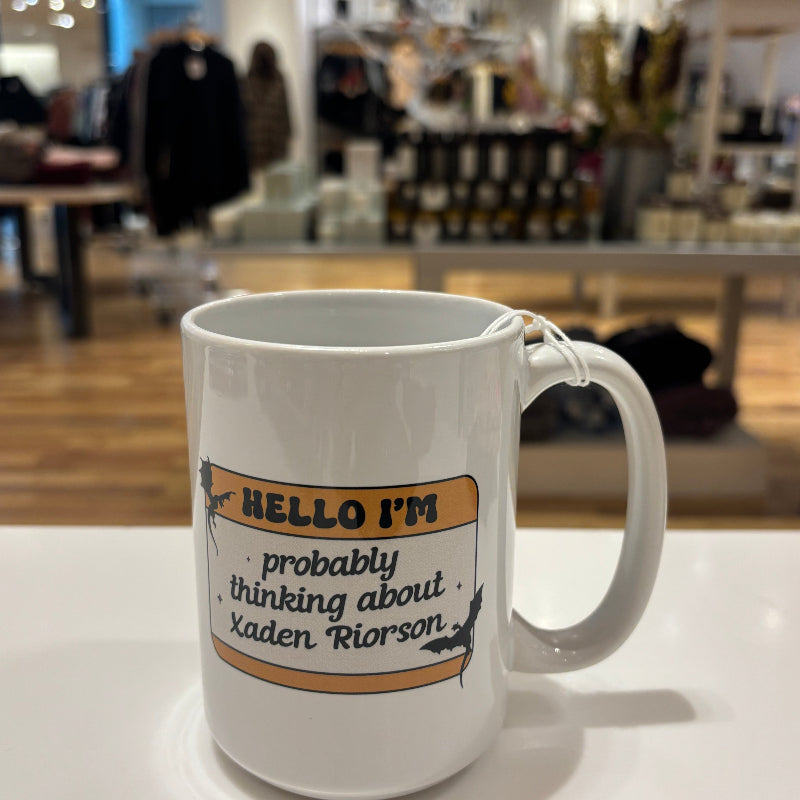 HELLO I'M
probably
thinking about
Xaden Riorson